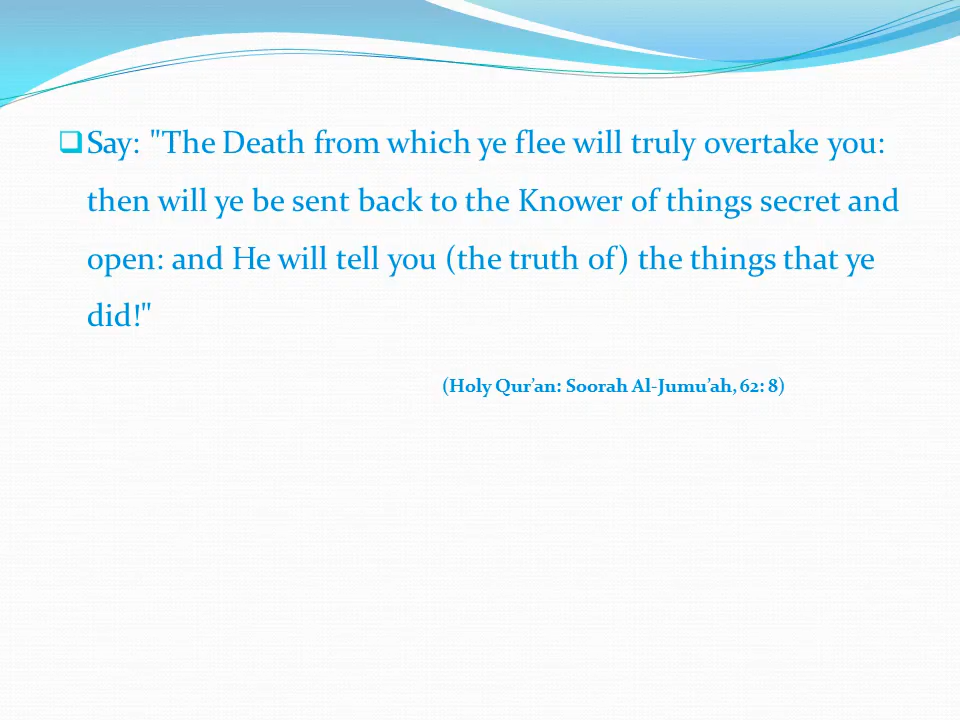 Say: "The Death from which ye flee will truly overtake you:
then will ye be sent back to the Knower of things secret and
open: and He will tell you (the truth of) the things that ye
did!"
(Holy Qur’an: Soorah Al-Jumu’ah, 62: 8)